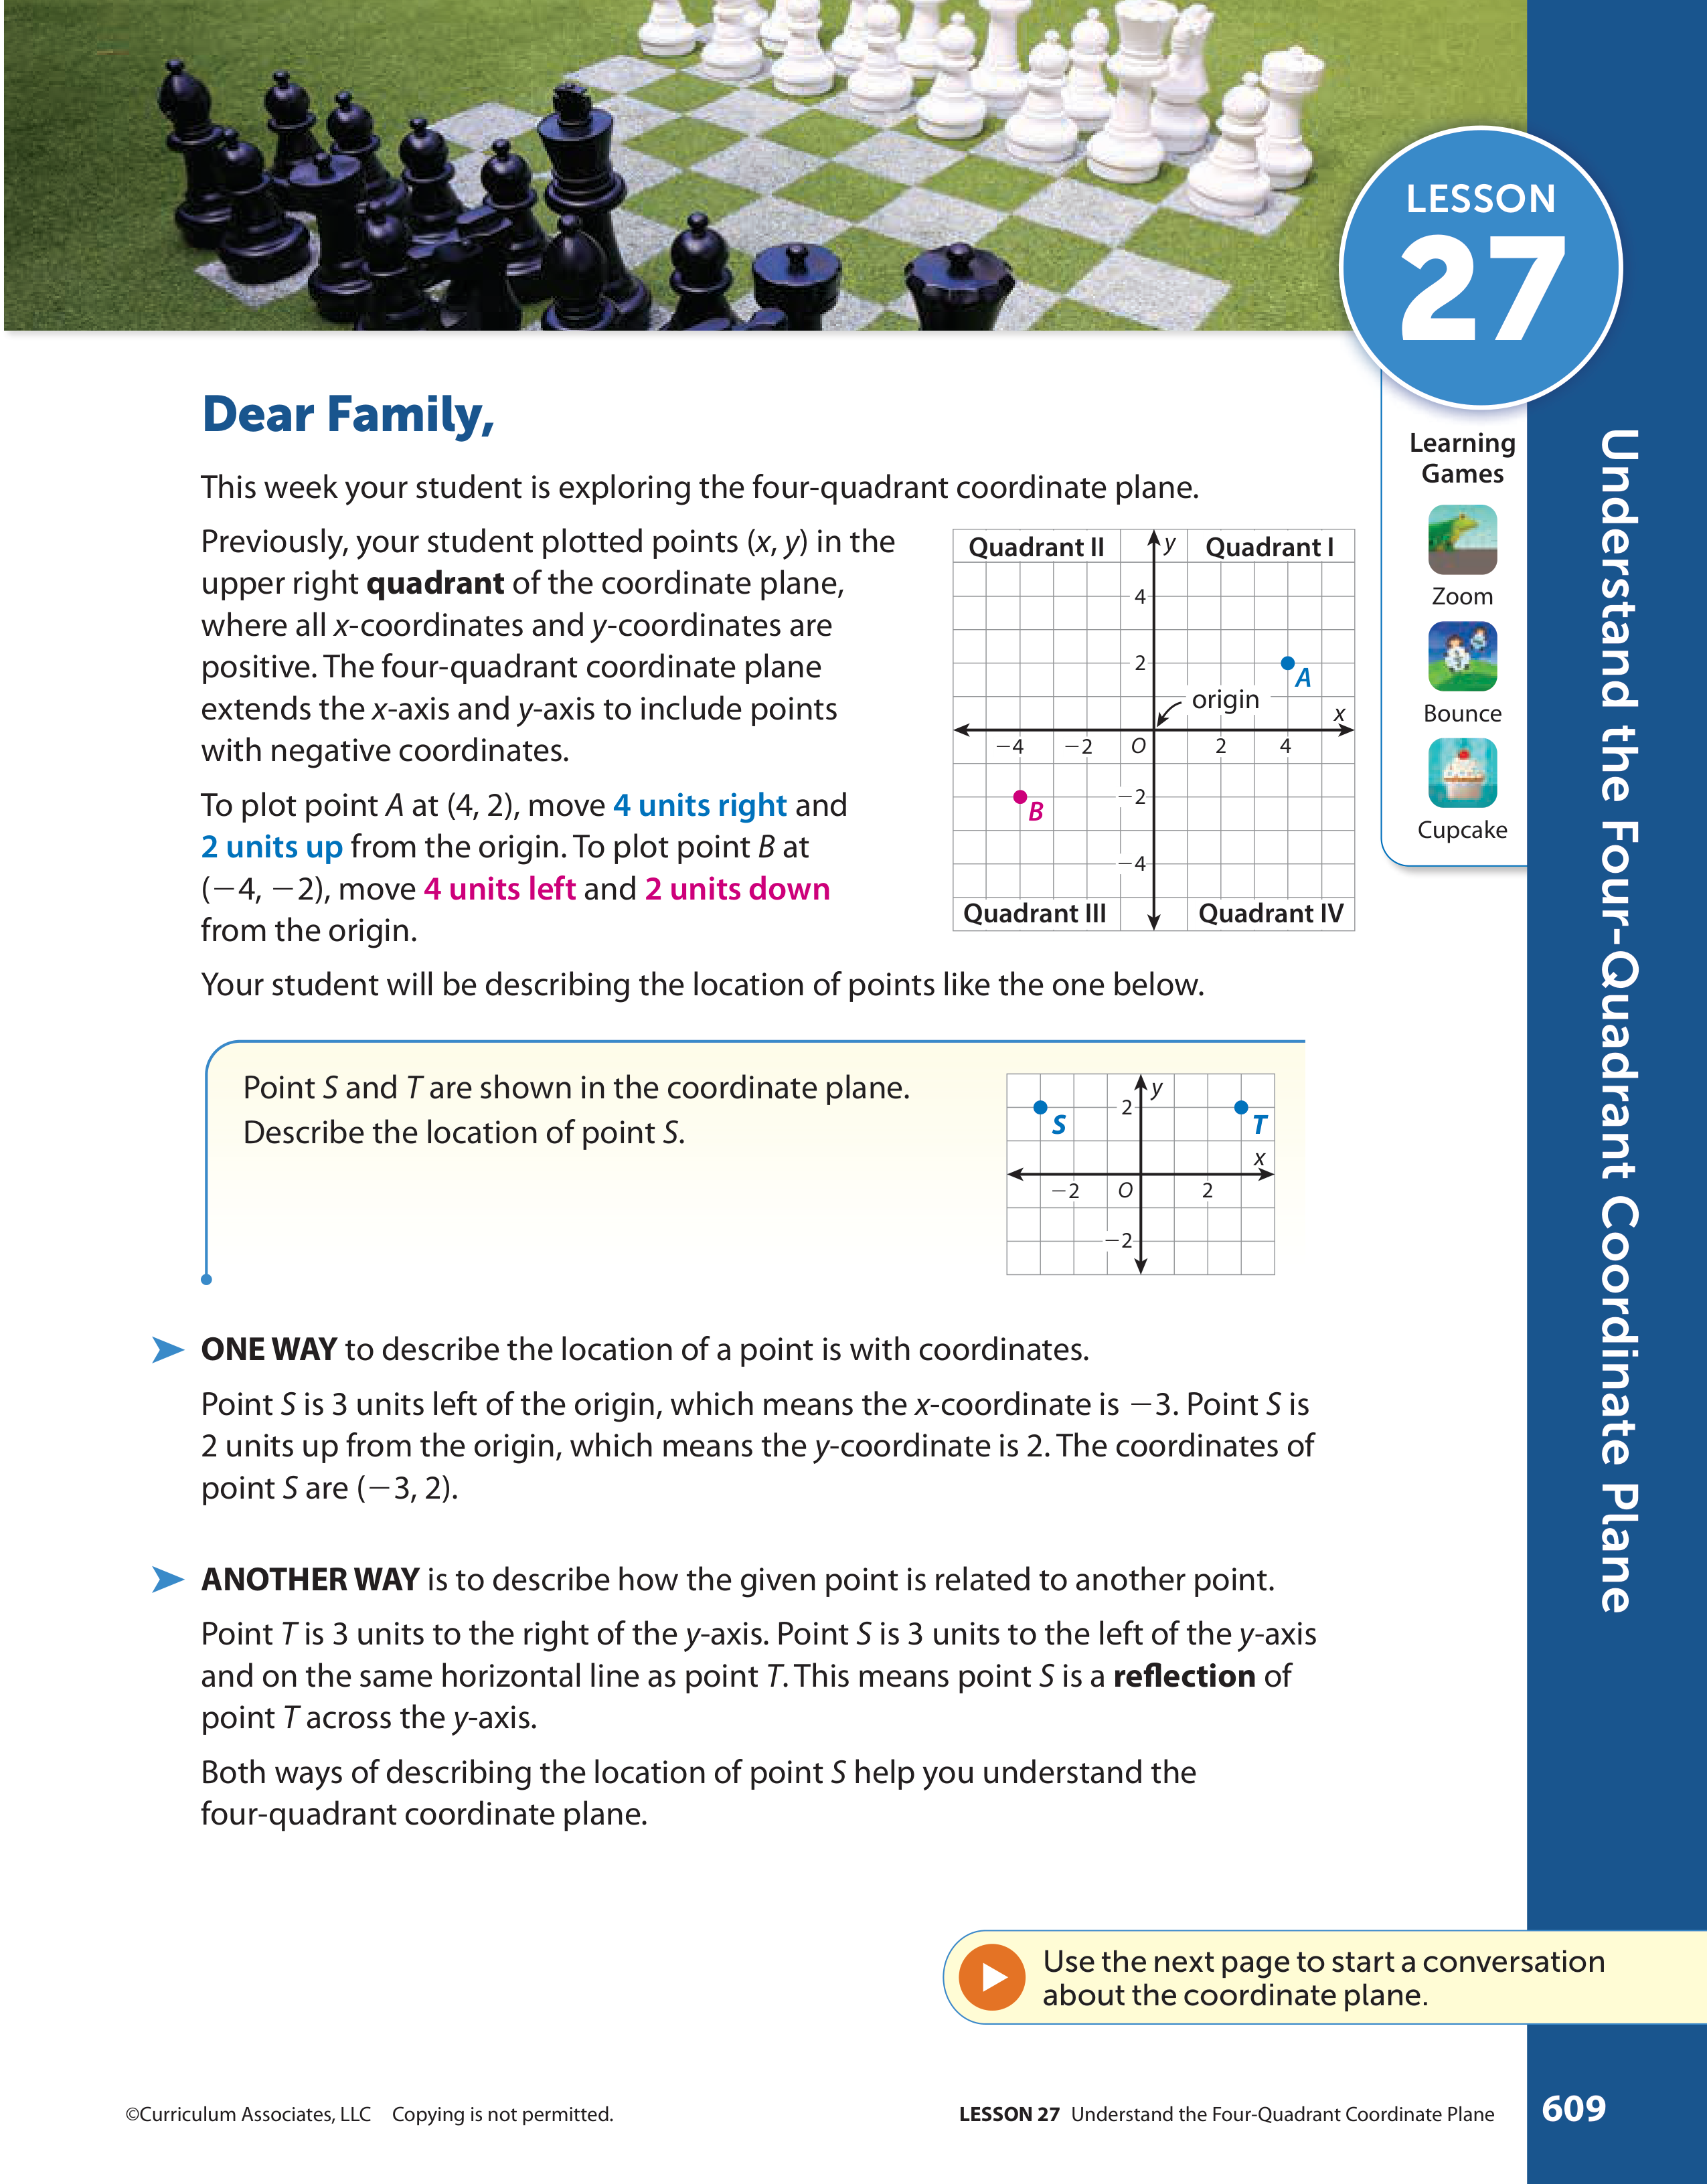 LESSON
27
Dear Family,
This week your student is exploring the four-quadrant coordinate plane.
Previously, your student plotted points (x, y) in the
upper right quadrant of the coordinate plane,
where all x-coordinates and y-coordinates are
positive. The four-quadrant coordinate plane
extends the x-axis and y-axis to include points
with negative coordinates.
To plot point A at (4, 2), move 4 units right and
2 units up from the origin. To plot point B at
(−4, −2), move 4 units left and 2 units down
from the origin.
Quadrant II
y
Quadrant I
4
2
A
origin
x
−4
−2
O
2
4
−2
B
−4
Quadrant III
Quadrant IV
Learning
Games
Zoom
Bounce
Cupcake
Understand the Four-Quadrant Coordinate Plane
Your student will be describing the location of points like the one below.
Point S and T are shown in the coordinate plane.
Describe the location of point S.
y
2
S
T
x
−2
O
2
−2
ONE WAY to describe the location of a point is with coordinates.
Point S is 3 units left of the origin, which means the x-coordinate is −3. Point S is
2 units up from the origin, which means the y-coordinate is 2. The coordinates of
point S are (−3, 2).
ANOTHER WAY is to describe how the given point is related to another point.
Point T is 3 units to the right of the y-axis. Point S is 3 units to the left of the y-axis
and on the same horizontal line as point T. This means point S is a reflection of
point T across the y-axis.
Both ways of describing the location of point S help you understand the
four-quadrant coordinate plane.
Use the next page to start a conversation
about the coordinate plane.
©Curriculum Associates, LLC Copying is not permitted.
LESSON 27 Understand the Four-Quadrant Coordinate Plane
609